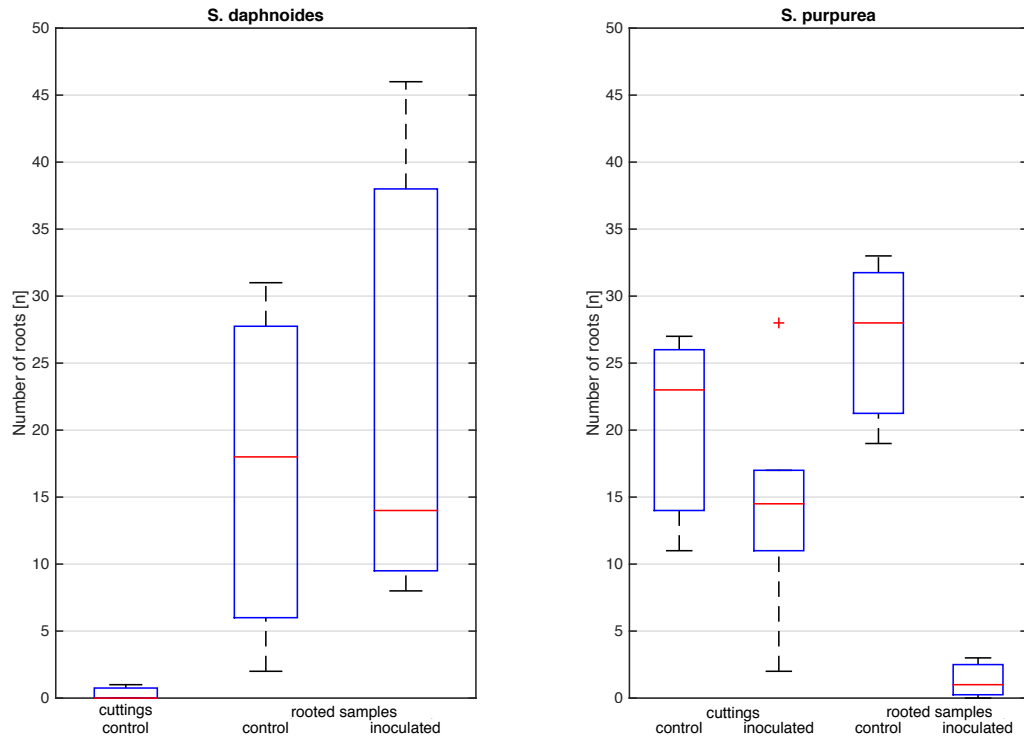 S. daphnoides
50
45
40
35
30
25
20
15
10
5
0
Number of roots [n]
cuttings
control
rooted samples
control
inoculated
S. purpurea
50
45
40
35
30
25
20
15
10
5
0
Number of roots [n]
cuttings
control
inoculated
rooted samples
control
inoculated